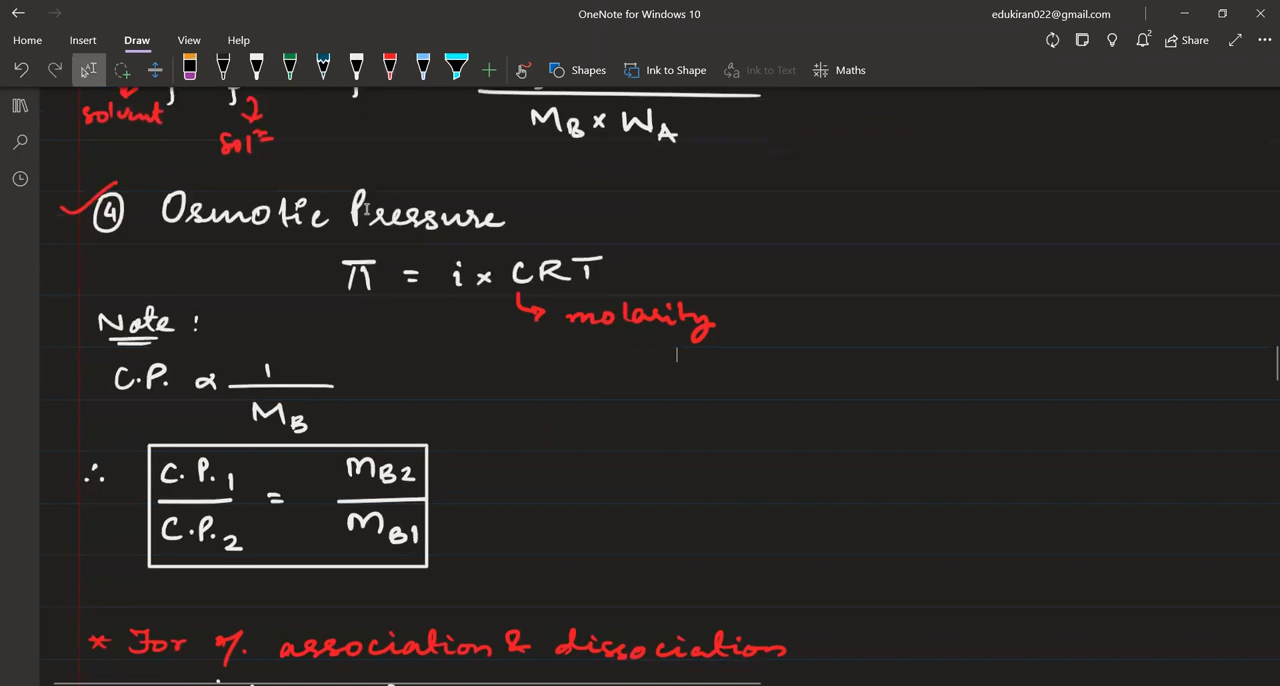 OneNote for Windows 10
edukiran022@gmail.com
Home Insert Draw View Help
Share
Shapes Ink to Shape Ink to Text Maths
solvent
solⁿ
M_B × W_A
④ Osmotic Pressure
π = i × CRT
↳ molarity
Note :
C.P. ∝ 1 / M_B
∴ C.P.₁ / C.P.₂ = M_B2 / M_B1
* For % association & dissociation